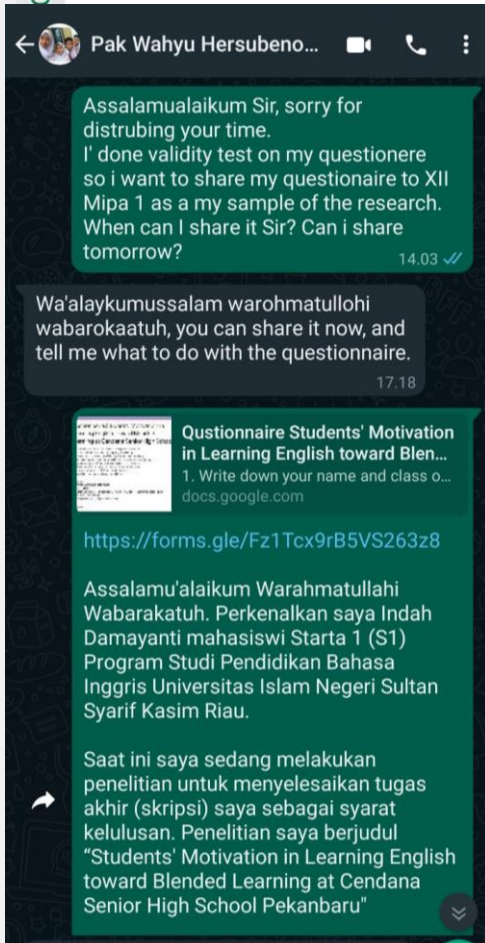 Pak Wahyu Hersubeno...
Assalamualaikum Sir, sorry for
distrubing your time.
I' done validity test on my questionere
so i want to share my questionaire to XII
Mipa 1 as a my sample of the research.
When can I share it Sir? Can i share
tomorrow?
14.03
Wa'alaykumussalam warohmatullohi
wabarokaatuh, you can share it now, and
tell me what to do with the questionnaire.
17.18
Qustionnaire Students' Motivation
in Learning English toward Blen...
1. Write down your name and class o...
docs.google.com
https://forms.gle/Fz1Tcx9rB5VS263z8
Assalamu'alaikum Warahmatullahi
Wabarakatuh. Perkenalkan saya Indah
Damayanti mahasiswi Starta 1 (S1)
Program Studi Pendidikan Bahasa
Inggris Universitas Islam Negeri Sultan
Syarif Kasim Riau.
Saat ini saya sedang melakukan
penelitian untuk menyelesaikan tugas
akhir (skripsi) saya sebagai syarat
kelulusan. Penelitian saya berjudul
“Students' Motivation in Learning English
toward Blended Learning at Cendana
Senior High School Pekanbaru"